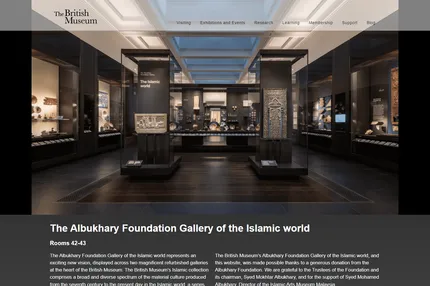 The British
Museum
Visiting Exhibitions and Events Research Learning Membership Support Blog
The Islamic
world
The Albukhary Foundation Gallery of the Islamic world
Rooms 42-43
The Albukhary Foundation Gallery of the Islamic world represents an
exciting new vision, displayed across two magnificent refurbished galleries
at the heart of the British Museum. The British Museum's Islamic collection
comprises a broad and diverse spectrum of the material culture produced
from the seventh century to the present day in the Islamic world, a series
The British Museum's Albukhary Foundation Gallery of the Islamic world, and
this website, was made possible thanks to a generous donation from the
Albukhary Foundation. We are grateful to the Trustees of the Foundation and
its chairman, Syed Mokhtar Albukhary, and for the support of Syed Mohamed
Albukhary, Director of the Islamic Arts Museum Malaysia.